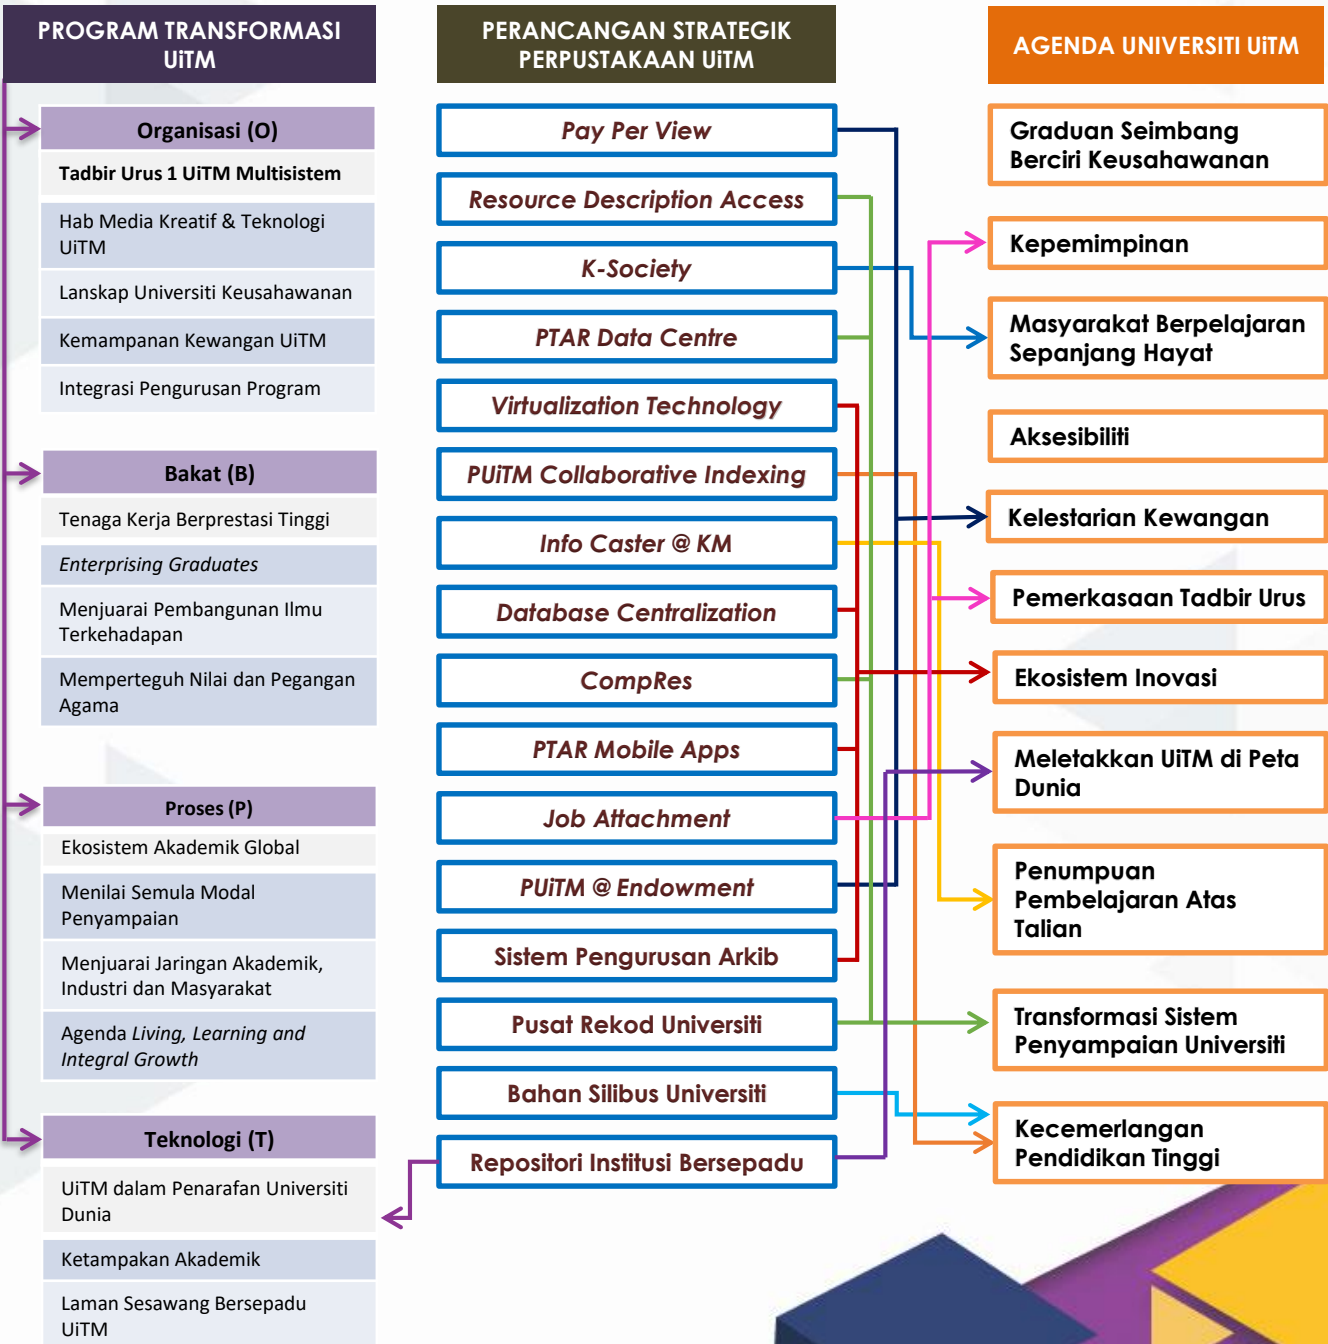 PROGRAM TRANSFORMASI
UiTM
Organisasi (O)
Tadbir Urus 1 UiTM Multisistem
Hab Media Kreatif & Teknologi
UiTM
Lanskap Universiti Keusahawanan
Kemampanan Kewangan UiTM
Integrasi Pengurusan Program
Bakat (B)
Tenaga Kerja Berprestasi Tinggi
Enterprising Graduates
Menjuarai Pembangunan Ilmu
Terkehadapan
Memperteguh Nilai dan Pegangan
Agama
Proses (P)
Ekosistem Akademik Global
Menilai Semula Modal
Penyampaian
Menjuarai Jaringan Akademik,
Industri dan Masyarakat
Agenda Living, Learning and
Integral Growth
Teknologi (T)
UiTM dalam Penarafan Universiti
Dunia
Ketampakan Akademik
Laman Sesawang Bersepadu
UiTM
PERANCANGAN STRATEGIK
PERPUSTAKAAN UiTM
Pay Per View
Resource Description Access
K-Society
PTAR Data Centre
Virtualization Technology
PUiTM Collaborative Indexing
Info Caster @ KM
Database Centralization
CompRes
PTAR Mobile Apps
Job Attachment
PUiTM @ Endowment
Sistem Pengurusan Arkib
Pusat Rekod Universiti
Bahan Silibus Universiti
Repositori Institusi Bersepadu
AGENDA UNIVERSITI UiTM
Graduan Seimbang
Berciri Keusahawanan
Kepemimpinan
Masyarakat Berpelajaran
Sepanjang Hayat
Aksesibiliti
Kelestarian Kewangan
Pemerkasaan Tadbir Urus
Ekosistem Inovasi
Meletakkan UiTM di Peta
Dunia
Penumpuan
Pembelajaran Atas
Talian
Transformasi Sistem
Penyampaian Universiti
Kecemerlangan
Pendidikan Tinggi